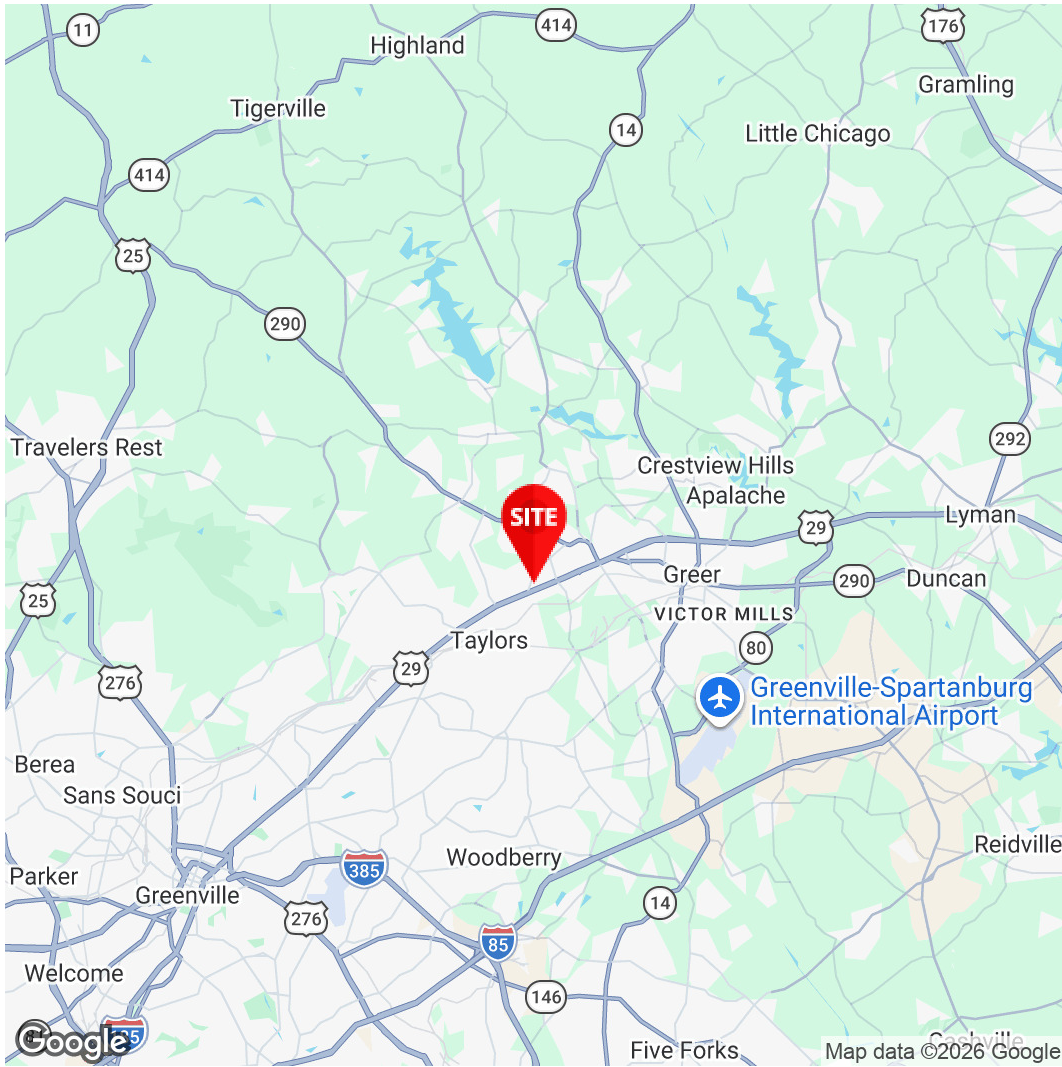 11
Highland
414
176
Gramling
Tigerville
14
Little Chicago
414
25
290
Travelers Rest
292
Crestview Hills
Apalache
SITE
29
Lyman
Greer
290
Duncan
25
VICTOR MILLS
Taylors
80
29
276
Greenville-Spartanburg
International Airport
Berea
Sans Souci
Woodberry
Reidville
385
Parker
Greenville
14
276
85
Welcome
146
Google
Five Forks
Map data ©2026 Google